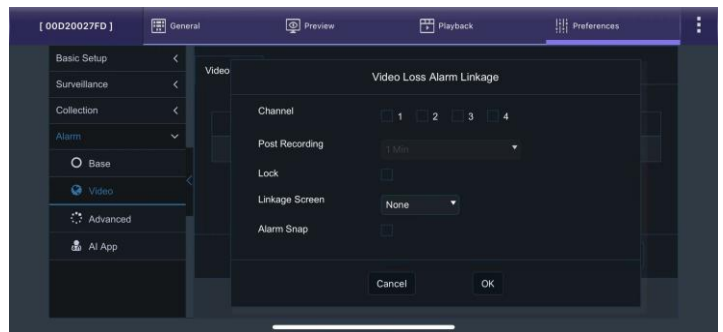 [ 00D20027FD ] General Preview Playback Preferences
Basic Setup
Surveillance
Collection
Alarm
Base
Video
Advanced
AI App
Video
Video Loss Alarm Linkage
Channel 1 2 3 4
Post Recording 1 Min
Lock
Linkage Screen None
Alarm Snap
Cancel OK